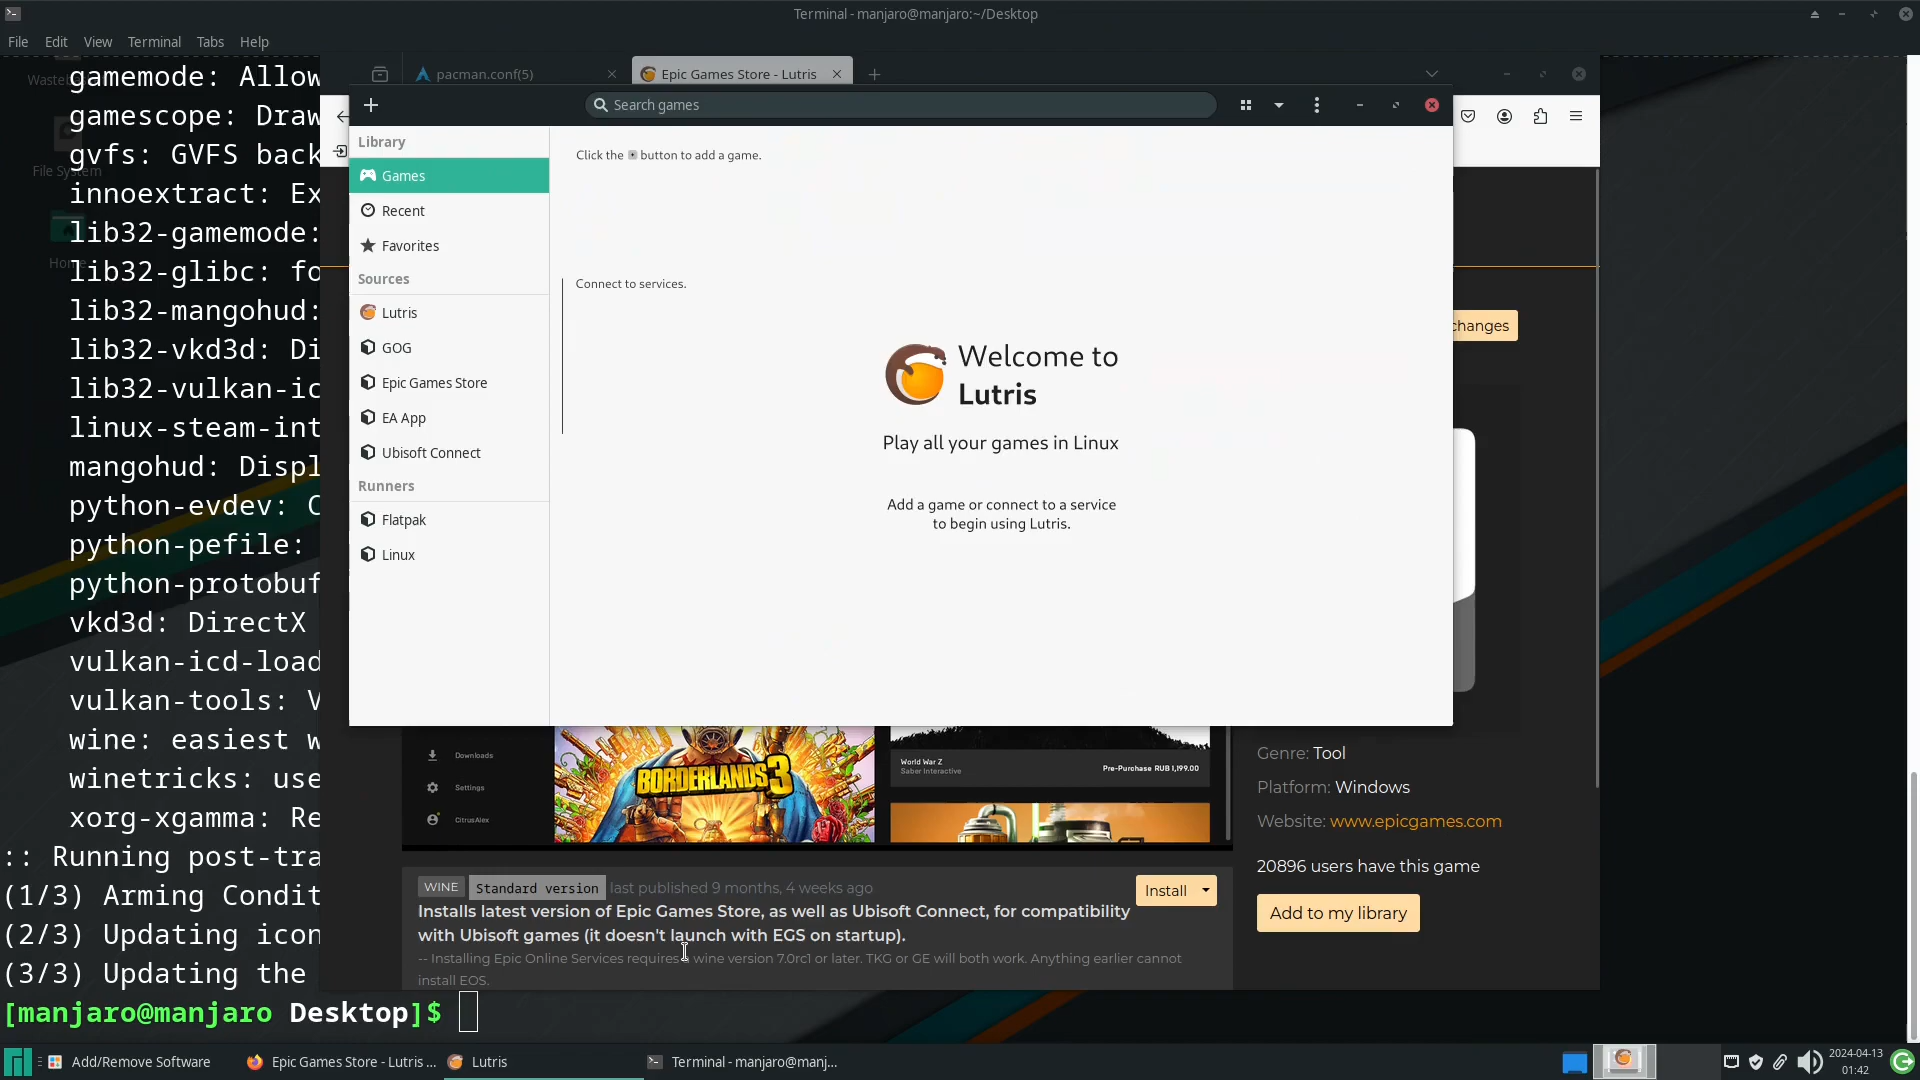 Terminal - manjaro@manjaro:~/Desktop
File Edit View Terminal Tabs Help
pacman.conf(5)
Epic Games Store - Lutris
Search games
Library
Games
Recent
Favorites
Sources
Lutris
GOG
Epic Games Store
EA App
Ubisoft Connect
Runners
Flatpak
Linux
Click the button to add a game.
Connect to services.
Welcome to
Lutris
Play all your games in Linux
Add a game or connect to a service
to begin using Lutris.
File System
Home
gamemode: Allow
gamescope: Draw
gvfs: GVFS back
innoextract: Ex
lib32-gamemode:
lib32-glibc: fo
lib32-mangohud:
lib32-vkd3d: Di
lib32-vulkan-ic
linux-steam-int
mangohud: Displ
python-evdev: C
python-pefile:
python-protobuf
vkd3d: DirectX
vulkan-icd-load
vulkan-tools: V
wine: easiest w
winetricks: use
xorg-xgamma: Re
:: Running post-tra
(1/3) Arming Condit
(2/3) Updating icon
(3/3) Updating the
[manjaro@manjaro Desktop]$
changes
Downloads
Settings
CitrusAlex
BORDERLANDS 3
World War Z
Saber Interactive
Pre-Purchase RUB 1,199.00
Genre: Tool
Platform: Windows
Website: www.epicgames.com
20896 users have this game
Add to my library
WINE Standard version last published 9 months, 4 weeks ago
Install
Installs latest version of Epic Games Store, as well as Ubisoft Connect, for compatibility
with Ubisoft games (it doesn't launch with EGS on startup).
-- Installing Epic Online Services requires a wine version 7.0rc1 or later. TKG or GE will both work. Anything earlier cannot
install EOS.
Add/Remove Software
Epic Games Store - Lutris ...
Lutris
Terminal - manjaro@manj...
2024-04-13
01:42